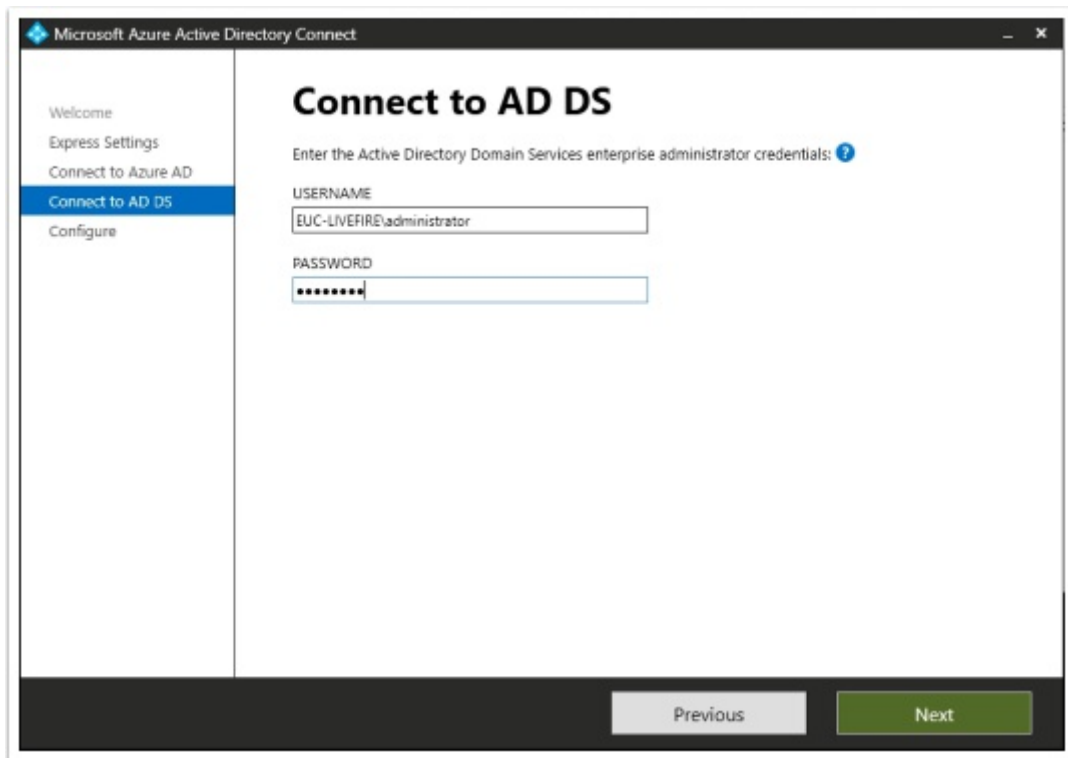 Microsoft Azure Active Directory Connect
Welcome
Express Settings
Connect to Azure AD
Connect to AD DS
Configure
Connect to AD DS
Enter the Active Directory Domain Services enterprise administrator credentials: ?
USERNAME
EUC-LIVEFIRE\administrator
PASSWORD
••••••••
Previous
Next